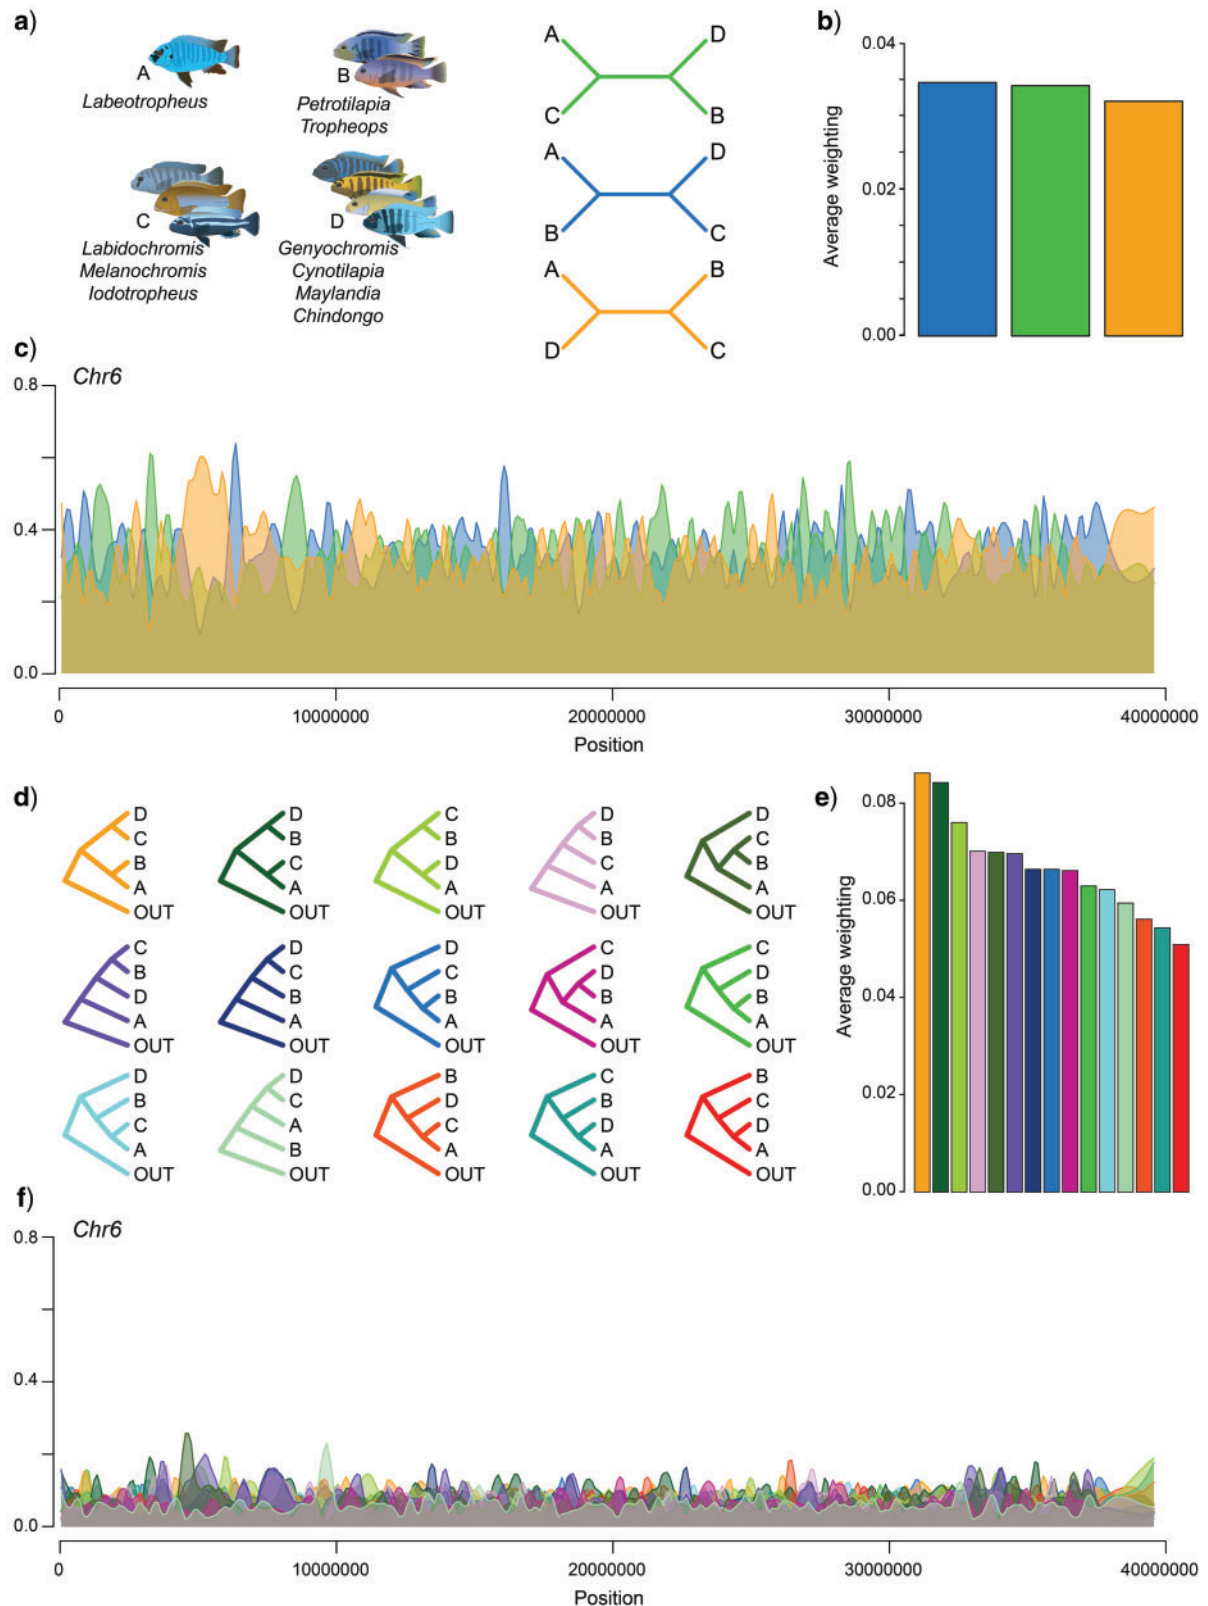 a)
A
Labeotropheus
B
Petrotilapia
Tropheops
C
Labidochromis
Melanochromis
Iodotropheus
D
Genyochromis
Cynotilapia
Maylandia
Chindongo
A D
C B
A D
B C
A B
D C
b)
Average weighting
0.04
0.02
0.00
c)
Chr6
0.8
0.4
0.0
0 10000000 20000000 30000000 40000000
Position
d)
D
C
B
A
OUT
D
B
C
A
OUT
C
B
D
A
OUT
D
B
C
A
OUT
D
C
B
A
OUT
C
B
D
A
OUT
D
C
B
A
OUT
D
C
B
A
OUT
C
D
B
A
OUT
C
D
B
A
OUT
D
B
C
A
OUT
D
C
A
B
OUT
B
D
C
A
OUT
C
B
D
A
OUT
B
C
D
A
OUT
e)
Average weighting
0.08
0.06
0.04
0.02
0.00
f)
Chr6
0.8
0.4
0.0
0 10000000 20000000 30000000 40000000
Position